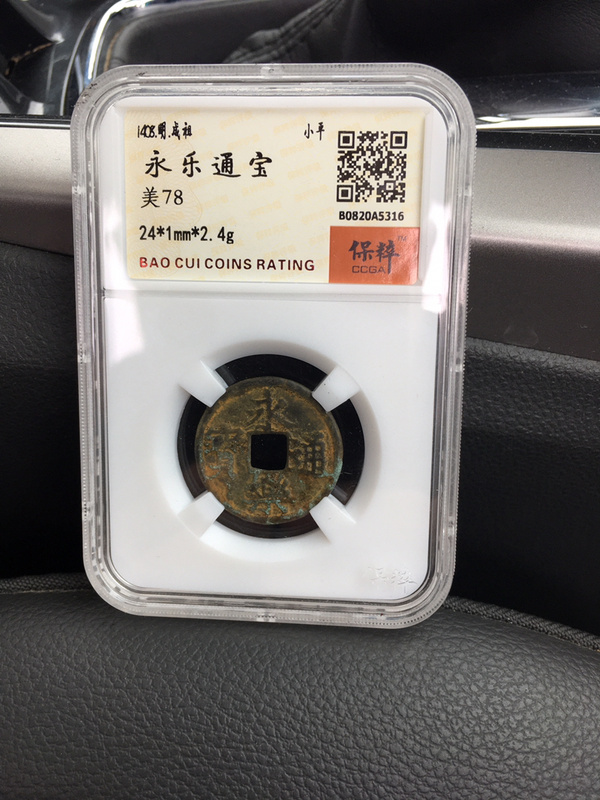 1408.明.成祖 小平
永乐通宝
美78
B0820A5316
24*1mm*2.4g
保粹
CCGA
BAO CUI COINS RATING
永
寳 通
樂